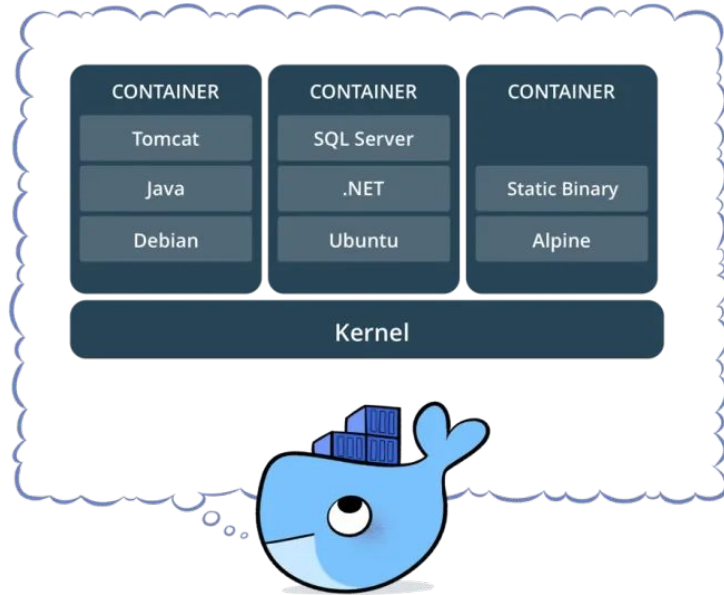 CONTAINER
Tomcat
Java
Debian
CONTAINER
SQL Server
.NET
Ubuntu
CONTAINER
Static Binary
Alpine
Kernel